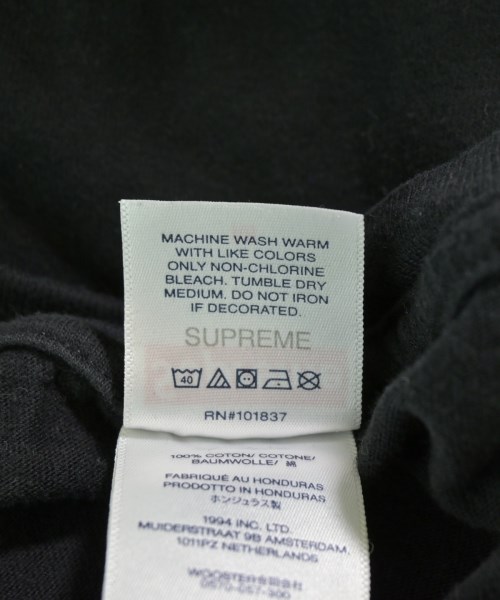 MACHINE WASH WARM
WITH LIKE COLORS
ONLY NON-CHLORINE
BLEACH. TUMBLE DRY
MEDIUM. DO NOT IRON
IF DECORATED.
SUPREME
40
RN#101837
100% COTON/ COTONE/
BAUMWOLLE/ 綿
FABRIQUÉ AU HONDURAS
PRODOTTO IN HONDURAS
ホンジュラス製
1994 INC. LTD.
MUIDERSTRAAT 9B AMSTERDAM.
1011PZ NETHERLANDS
WOOSTER合同会社
0570-057-300